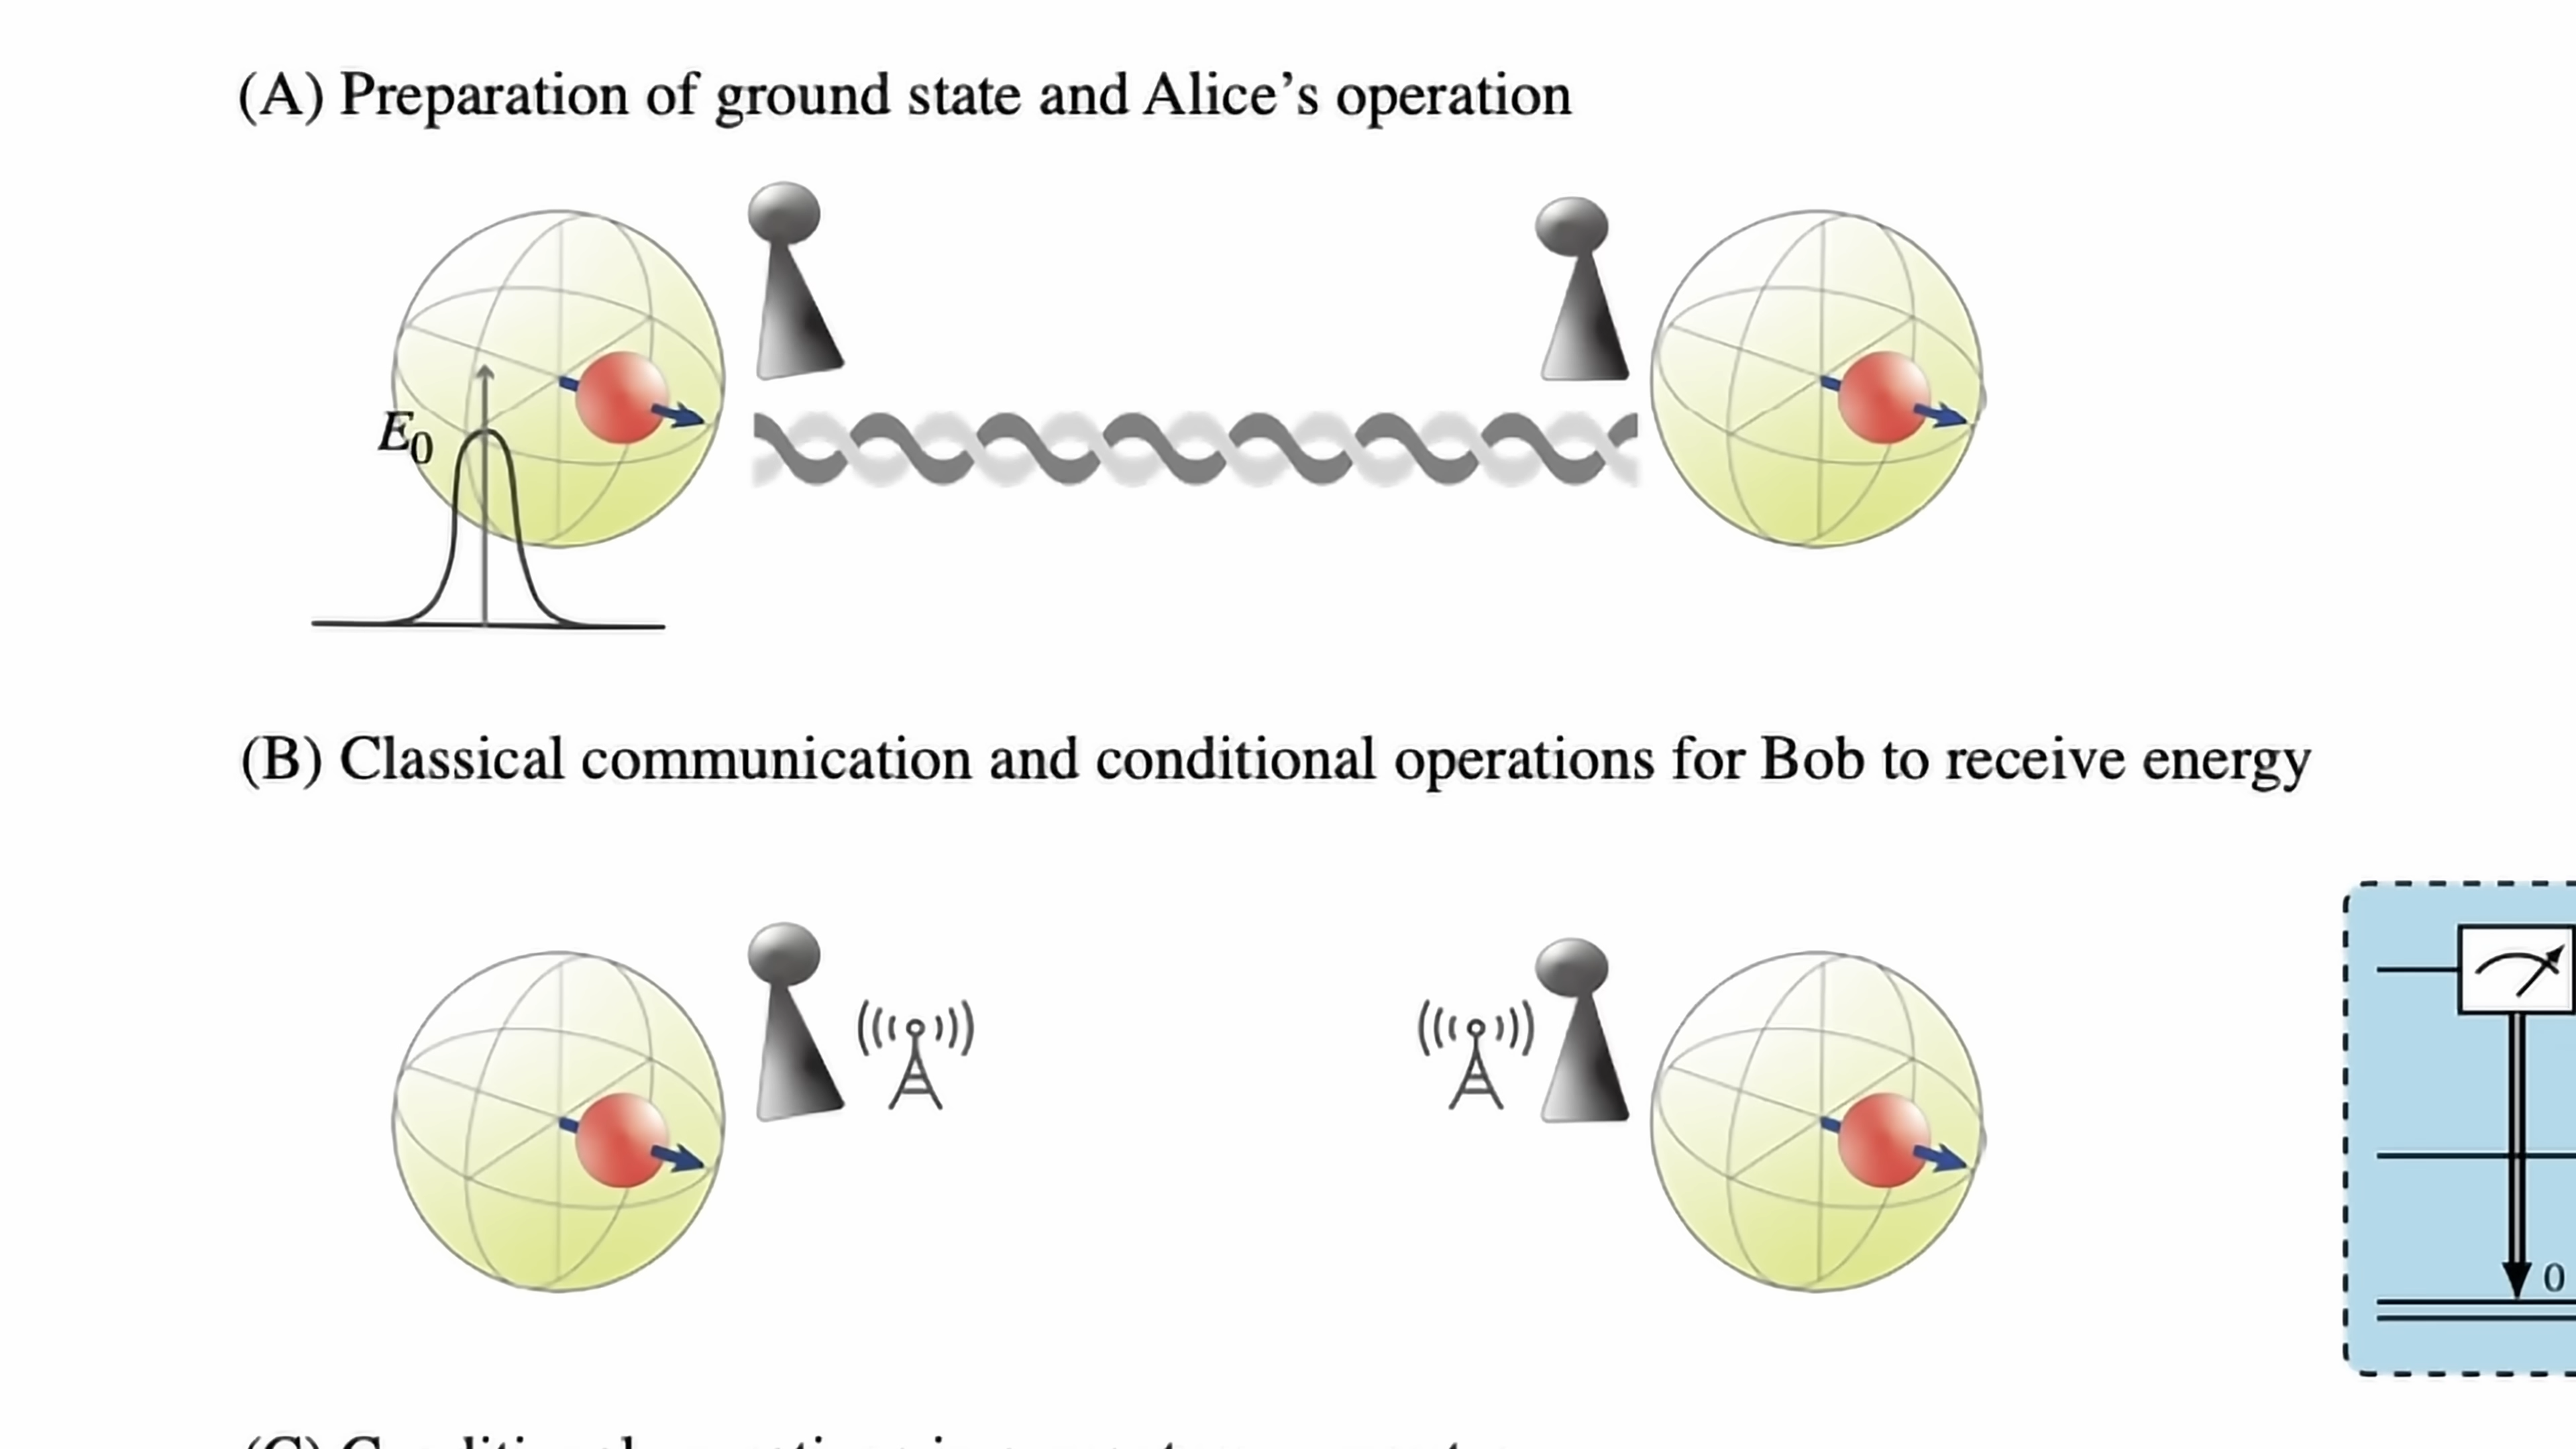 (A) Preparation of ground state and Alice’s operation
E0
(B) Classical communication and conditional operations for Bob to receive energy
0